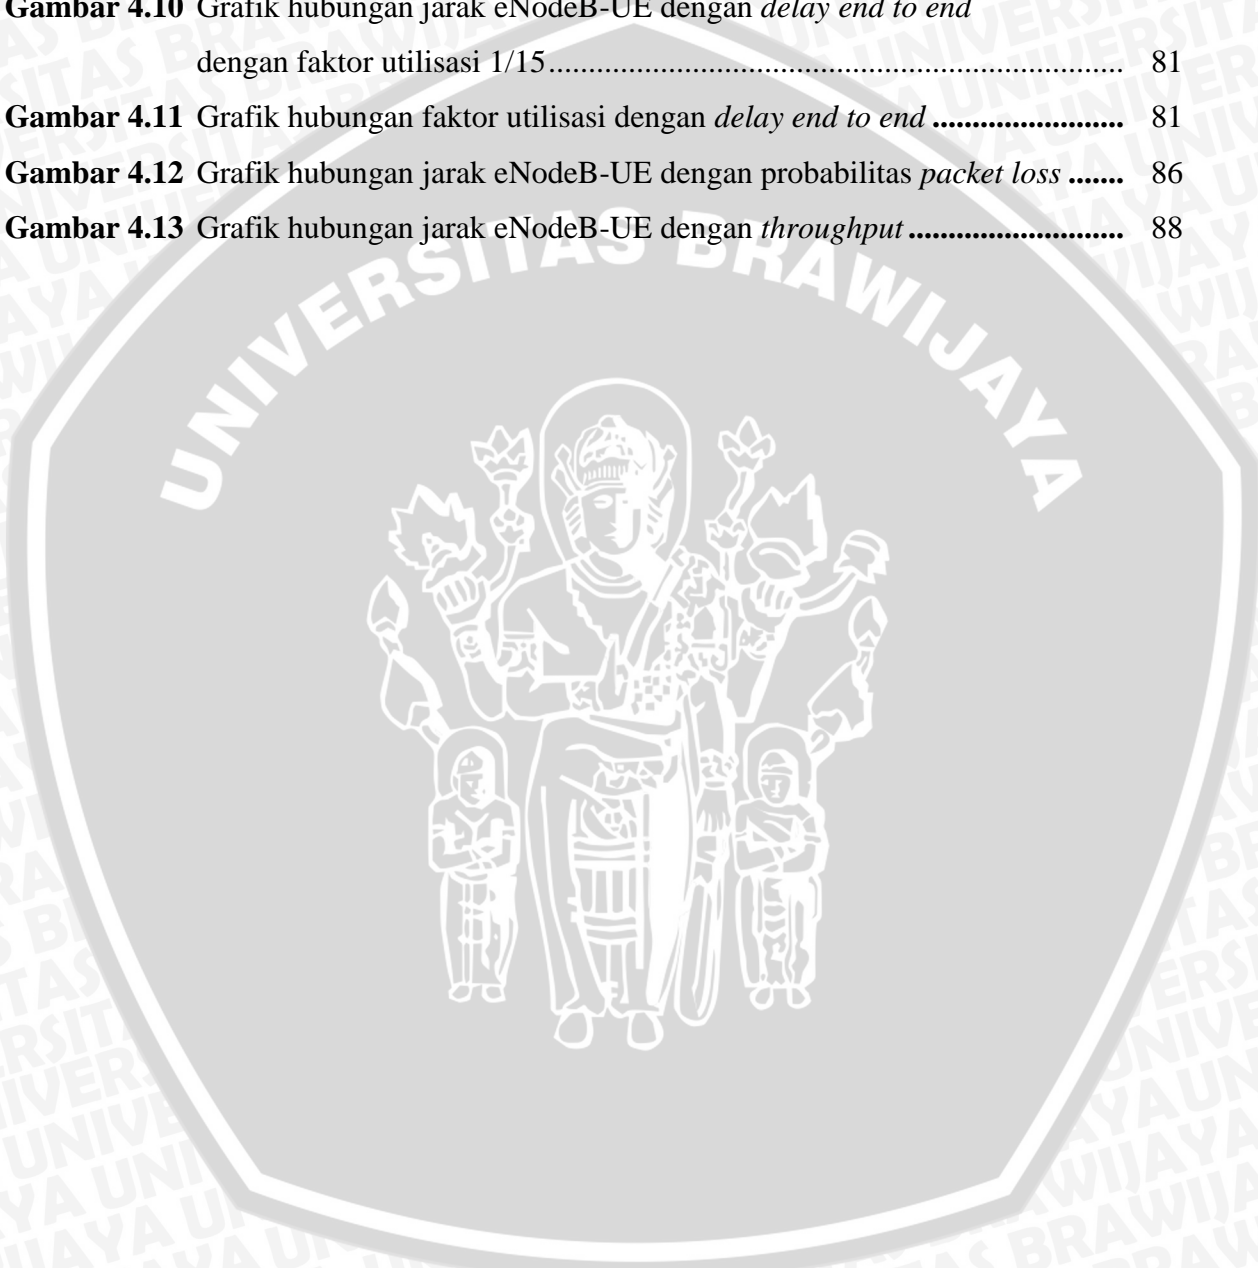 Gambar 4.10 Grafik hubungan jarak eNodeB-UE dengan delay end to end
dengan faktor utilisasi 1/15........................................................................ 81
Gambar 4.11 Grafik hubungan faktor utilisasi dengan delay end to end ........................ 81
Gambar 4.12 Grafik hubungan jarak eNodeB-UE dengan probabilitas packet loss ....... 86
Gambar 4.13 Grafik hubungan jarak eNodeB-UE dengan throughput ........................... 88
UNIVERSITAS BRAWIJAYA